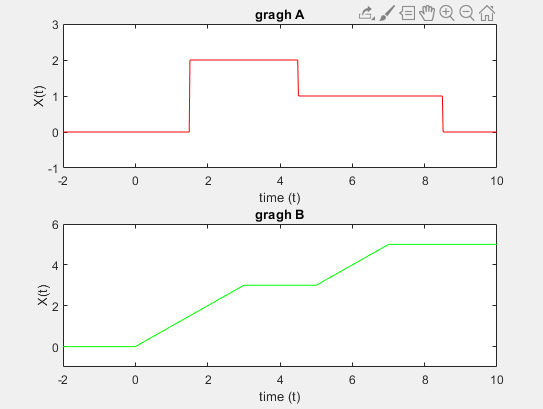 gragh A
3
2
1
0
-1
X(t)
-2 0 2 4 6 8 10
time (t)
gragh B
6
4
2
0
X(t)
-2 0 2 4 6 8 10
time (t)